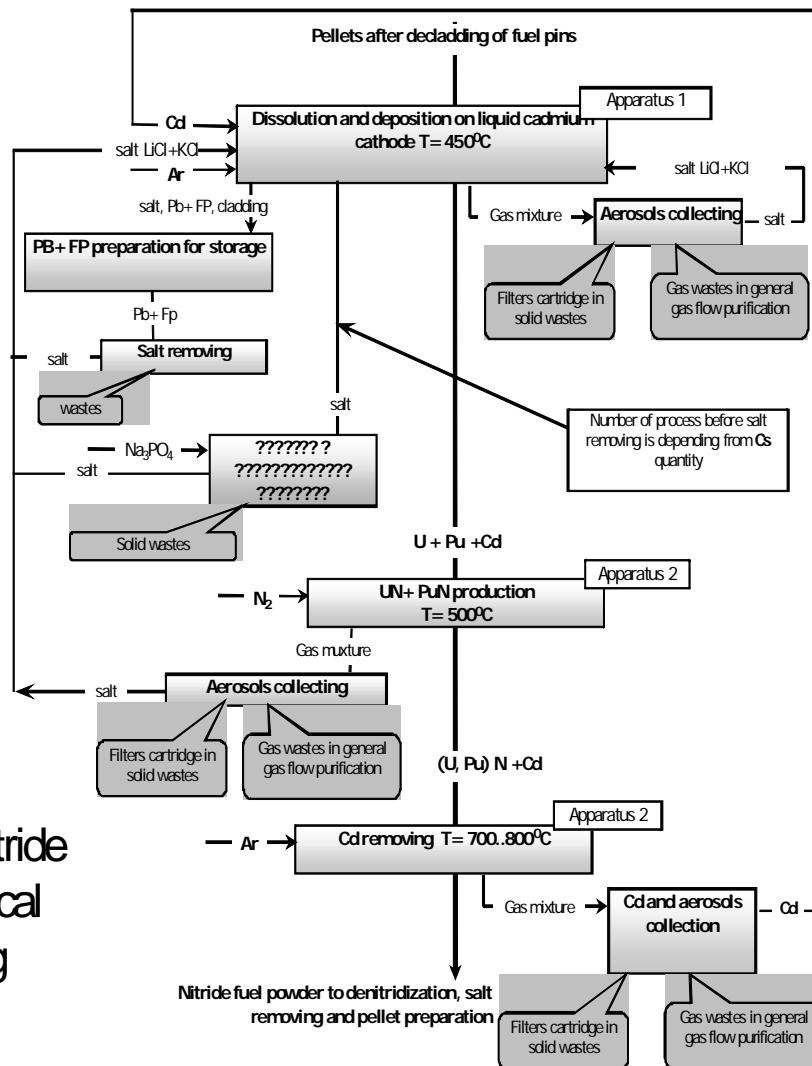 Pellets after decladding of fuel pins
Apparatus 1
Cd
Dissolution and deposition on liquid cadmium
cathode T= 450⁰C
salt LiCl+KCl
Ar
salt LiCl+KCl
salt, Pb+ FP, cladding
Gas mixture
Aerosols collecting
salt
PB+ FP preparation for storage
Filters cartridge in
solid wastes
Gas wastes in general
gas flow purification
Pb+ Fp
salt
Salt removing
wastes
salt
Number of process before salt
removing is depending from Cs
quantity
Na₃PO₄
??????? ?
?????????????
????????
salt
Solid wastes
U + Pu +Cd
Apparatus 2
N₂
UN+ PuN production
T= 500⁰C
Gas muxture
salt
Aerosols collecting
Filters cartridge in
solid wastes
Gas wastes in general
gas flow purification
(U, Pu) N +Cd
Apparatus 2
Ar
Cd removing T= 700..800⁰C
tride
cal
g
Gas mixture
Cd and aerosols
collection
Cd
Nitride fuel powder to denitridization, salt
removing and pellet preparation
Filters cartridge in
solid wastes
Gas wastes in general
gas flow purification